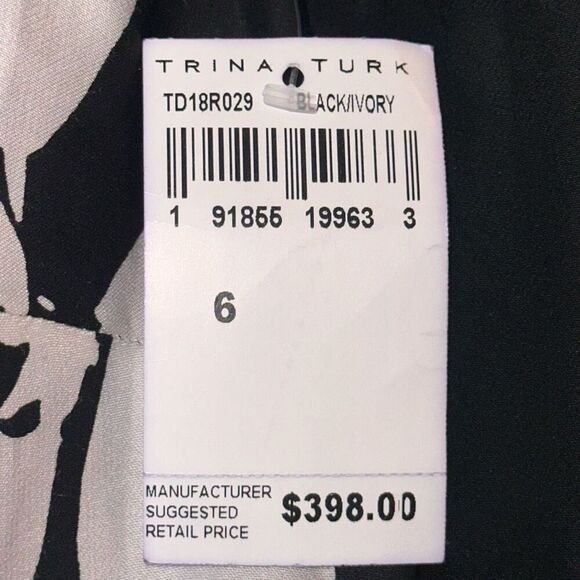 TRINA TURK
TD18R029 BLACK/IVORY
1 91855 19963 3
6
MANUFACTURER
SUGGESTED
RETAIL PRICE
$398.00